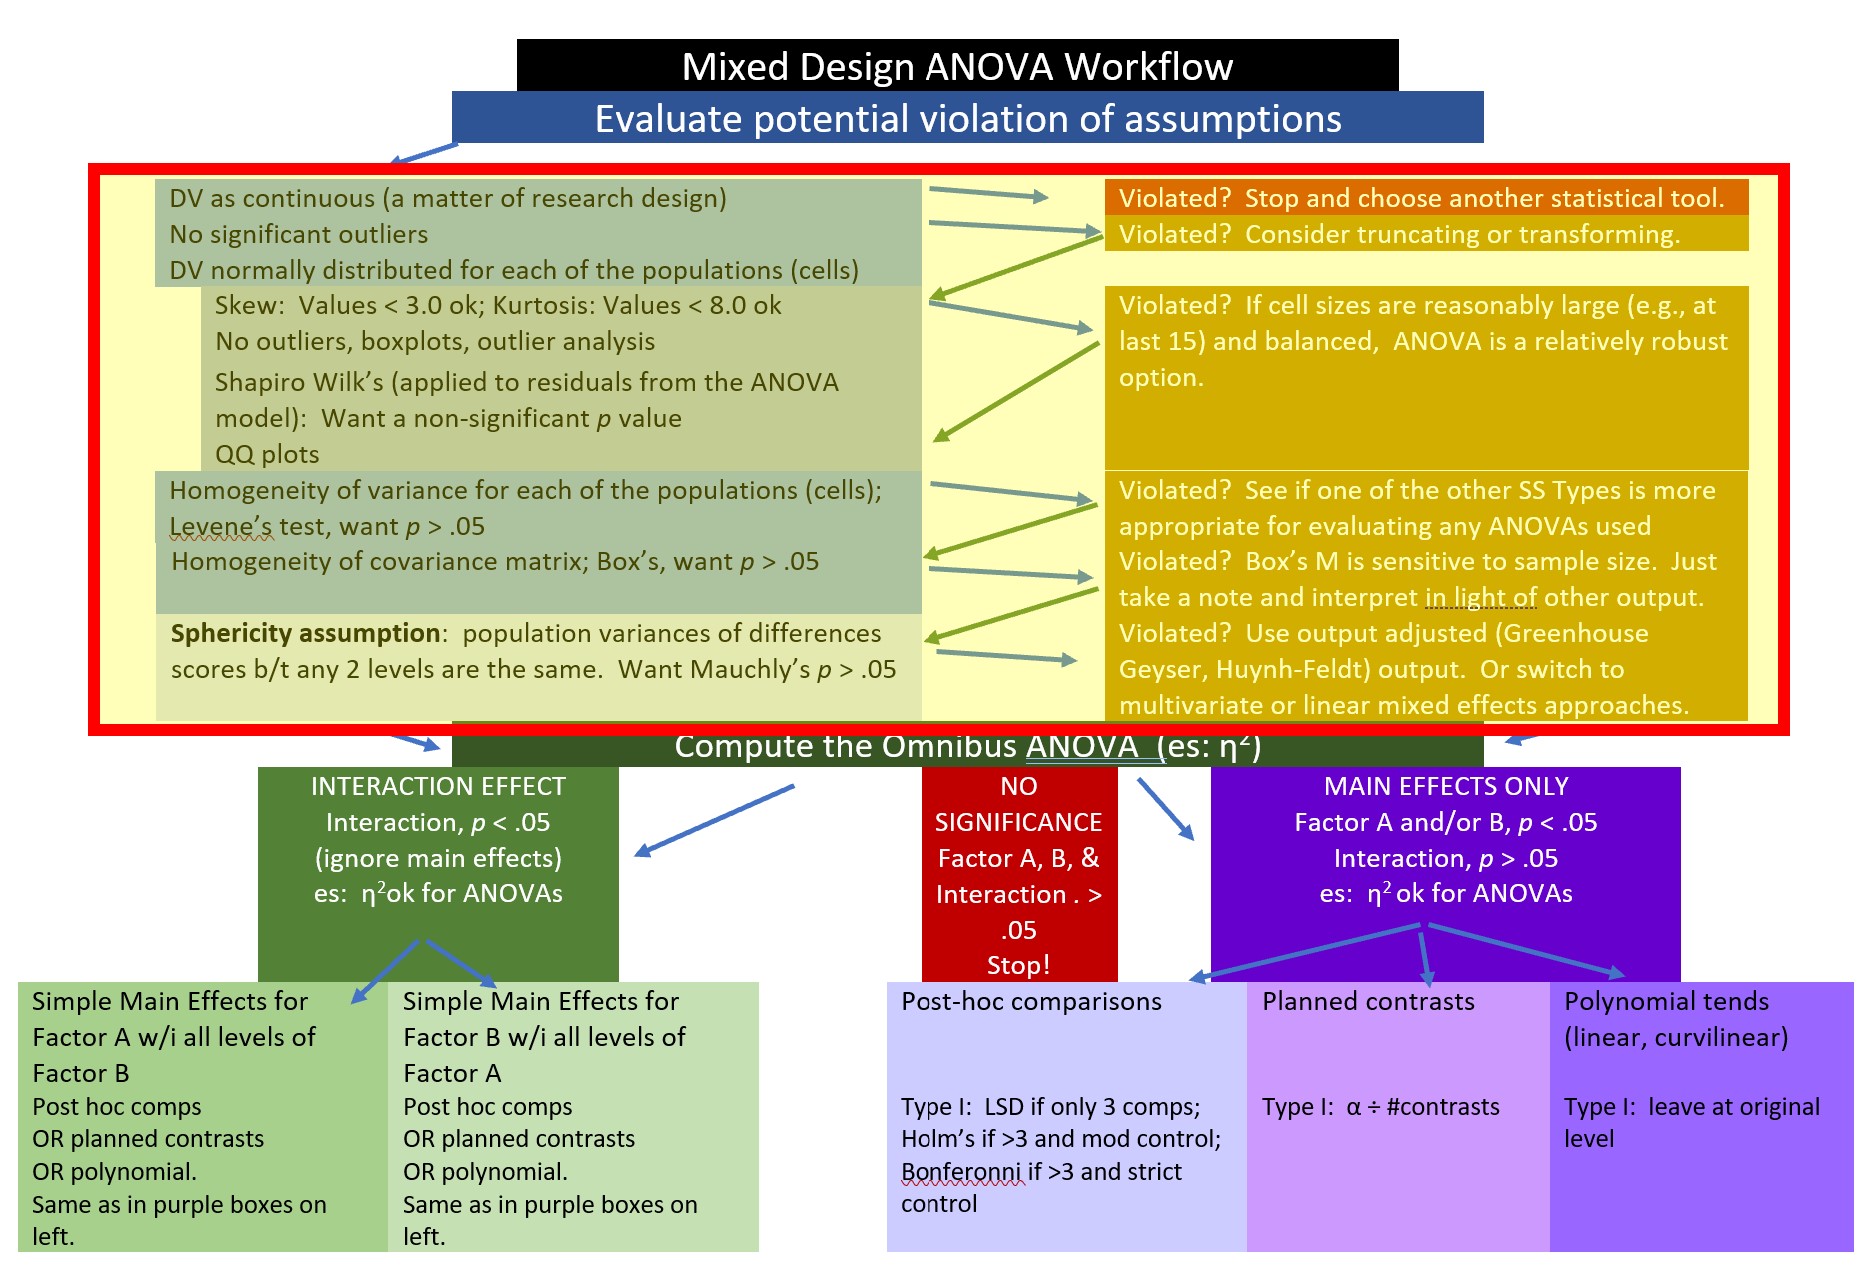 Mixed Design ANOVA Workflow
Evaluate potential violation of assumptions
DV as continuous (a matter of research design)
No significant outliers
DV normally distributed for each of the populations (cells)
Skew:  Values < 3.0 ok; Kurtosis: Values < 8.0 ok
No outliers, boxplots, outlier analysis
Shapiro Wilk’s (applied to residuals from the ANOVA
model):  Want a non-significant p value
QQ plots
Homogeneity of variance for each of the populations (cells);
Levene’s test, want p > .05
Homogeneity of covariance matrix; Box’s, want p > .05
Sphericity assumption:  population variances of differences
scores b/t any 2 levels are the same.  Want Mauchly’s p > .05
Violated?  Stop and choose another statistical tool.
Violated?  Consider truncating or transforming.
Violated?  If cell sizes are reasonably large (e.g., at
last 15) and balanced,  ANOVA is a relatively robust
option.
Violated?  See if one of the other SS Types is more
appropriate for evaluating any ANOVAs used
Violated?  Box’s M is sensitive to sample size.  Just
take a note and interpret in light of other output.
Violated?  Use output adjusted (Greenhouse
Geyser, Huynh-Feldt) output.  Or switch to
multivariate or linear mixed effects approaches.
Compute the Omnibus ANOVA  (es: η²)
INTERACTION EFFECT
Interaction, p < .05
(ignore main effects)
es:  η²ok for ANOVAs
NO
SIGNIFICANCE
Factor A, B, &
Interaction . >
.05
Stop!
MAIN EFFECTS ONLY
Factor A and/or B, p < .05
Interaction, p > .05
es:  η² ok for ANOVAs
Simple Main Effects for
Factor A w/i all levels of
Factor B
Post hoc comps
OR planned contrasts
OR polynomial.
Same as in purple boxes on
left.
Simple Main Effects for
Factor B w/i all levels of
Factor A
Post hoc comps
OR planned contrasts
OR polynomial.
Same as in purple boxes on
left.
Post-hoc comparisons
Type I:  LSD if only 3 comps;
Holm’s if >3 and mod control;
Bonferonni if >3 and strict
control
Planned contrasts
Type I:  α ÷ #contrasts
Polynomial tends
(linear, curvilinear)
Type I:  leave at original
level